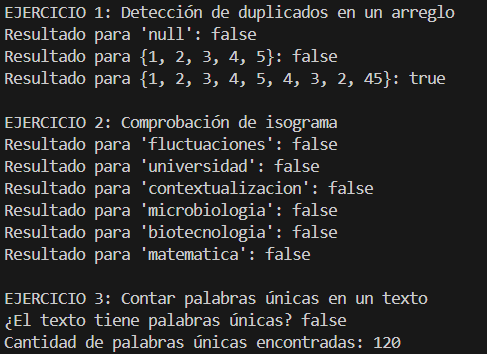 EJERCICIO 1: Detección de duplicados en un arreglo
Resultado para 'null': false
Resultado para {1, 2, 3, 4, 5}: false
Resultado para {1, 2, 3, 4, 5, 4, 3, 2, 45}: true
EJERCICIO 2: Comprobación de isograma
Resultado para 'fluctuaciones': false
Resultado para 'universidad': false
Resultado para 'contextualizacion': false
Resultado para 'microbiologia': false
Resultado para 'biotecnologia': false
Resultado para 'matematica': false
EJERCICIO 3: Contar palabras únicas en un texto
¿El texto tiene palabras únicas? false
Cantidad de palabras únicas encontradas: 120